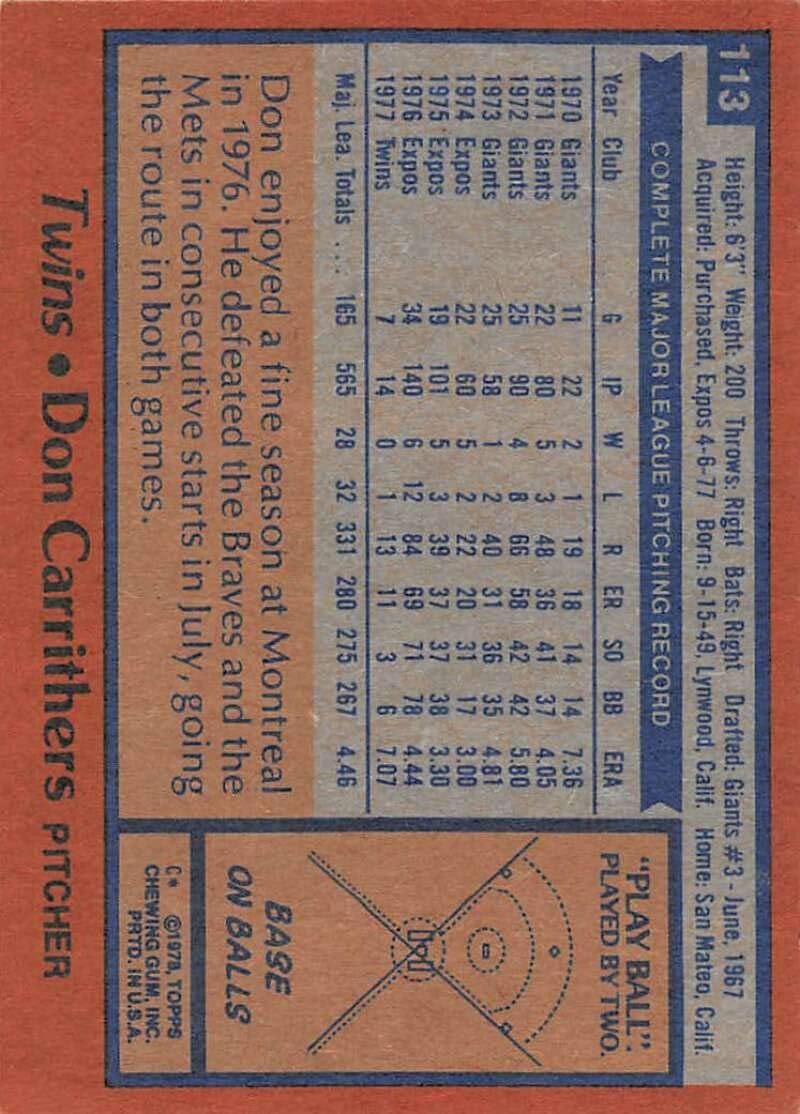 113
Height: 6'3" Weight: 200 Throws: Right Bats: Right Drafted: Giants #3 - June, 1967
Acquired: Purchased, Expos 4-6-77 Born: 9-15-49, Lynwood, Calif. Home: San Mateo, Calif.
COMPLETE MAJOR LEAGUE PITCHING RECORD
Year Club G IP W L R ER SO BB ERA
1970 Giants 11 22 2 1 19 18 14 14 7.36
1971 Giants 22 80 5 3 48 36 41 37 4.05
1972 Giants 25 90 4 8 66 58 42 42 5.80
1973 Giants 25 58 1 2 40 31 36 35 4.81
1974 Expos 22 60 5 2 22 20 31 17 3.00
1975 Expos 19 101 5 3 39 37 37 38 3.30
1976 Expos 34 140 6 12 84 69 71 78 4.44
1977 Twins 7 14 0 1 13 11 3 6 7.07
Maj. Lea. Totals ... 165 565 28 32 331 280 275 267 4.46
Don enjoyed a fine season at Montreal
in 1976. He defeated the Braves and the
Mets in consecutive starts in July, going
the route in both games.
"PLAY BALL":
PLAYED BY TWO.
BASE
ON BALLS
C* ©1978, TOPPS
CHEWING GUM, INC.
PRTD. IN U.S.A.
Twins • Don Carrithers PITCHER